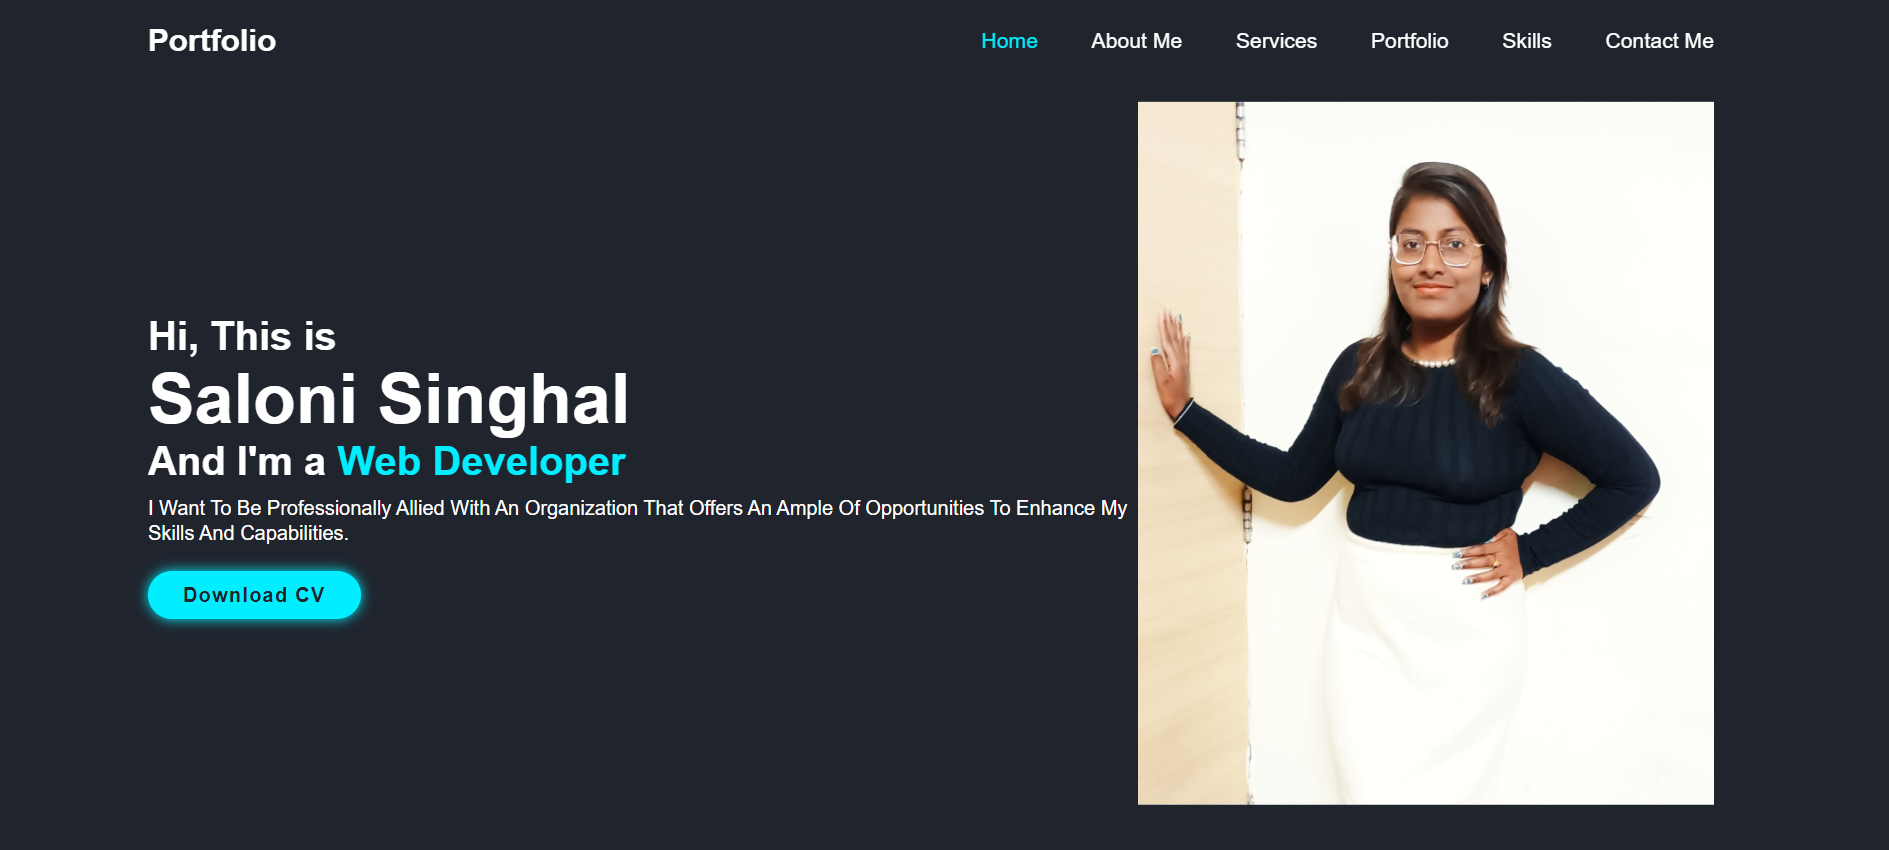 Portfolio
Home About Me Services Portfolio Skills Contact Me
Hi, This is
Saloni Singhal
And I'm a Web Developer
I Want To Be Professionally Allied With An Organization That Offers An Ample Of Opportunities To Enhance My
Skills And Capabilities.
Download CV